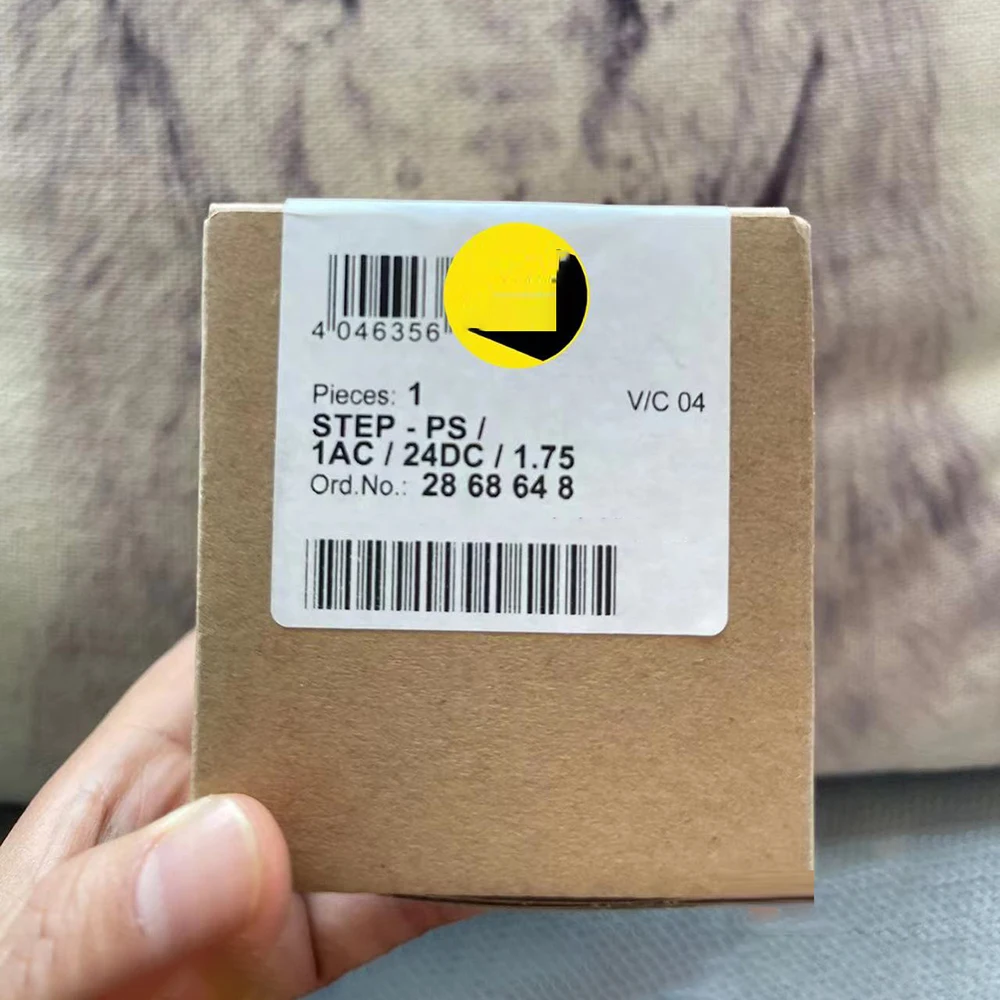 4 046356
Pieces: 1
V/C 04
STEP - PS /
1AC / 24DC / 1.75
Ord.No.: 28 68 64 8